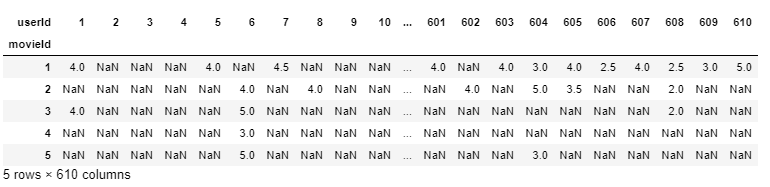 userId 1 2 3 4 5 6 7 8 9 10 ... 601 602 603 604 605 606 607 608 609 610
movieId
1 4.0 NaN NaN NaN 4.0 NaN 4.5 NaN NaN NaN ... 4.0 NaN 4.0 3.0 4.0 2.5 4.0 2.5 3.0 5.0
2 NaN NaN NaN NaN NaN 4.0 NaN 4.0 NaN NaN ... NaN 4.0 NaN 5.0 3.5 NaN NaN 2.0 NaN NaN
3 4.0 NaN NaN NaN NaN 5.0 NaN NaN NaN NaN ... NaN NaN NaN NaN NaN NaN NaN 2.0 NaN NaN
4 NaN NaN NaN NaN NaN 3.0 NaN NaN NaN NaN ... NaN NaN NaN NaN NaN NaN NaN NaN NaN NaN
5 NaN NaN NaN NaN NaN 5.0 NaN NaN NaN NaN ... NaN NaN NaN 3.0 NaN NaN NaN NaN NaN NaN
5 rows × 610 columns